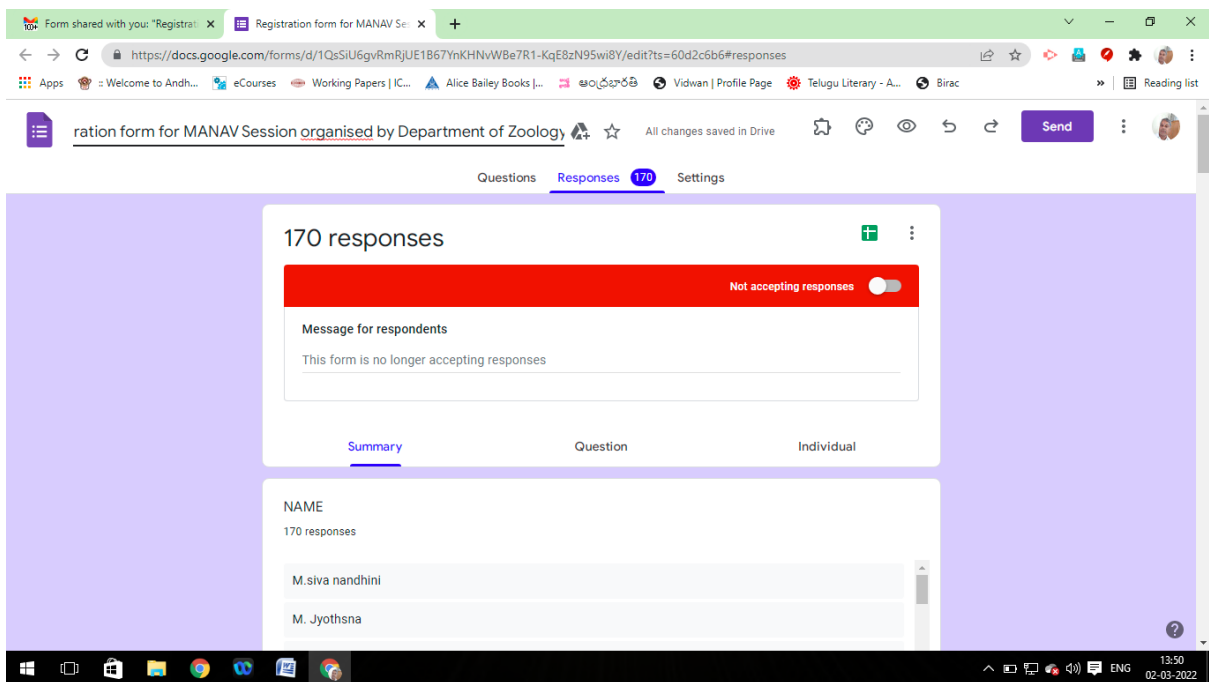 Form shared with you: "Registrat
Registration form for MANAV Ses
https://docs.google.com/forms/d/1QsSiU6gvRmRjUE1B67YnKHNvWBe7R1-KqE8zN95wi8Y/edit?ts=60d2c6b6#responses
Apps :: Welcome to Andh... eCourses Working Papers | IC... Alice Bailey Books |... ఆంధ్రభారతి Vidwan | Profile Page Telugu Literary - A... Birac » Reading list
ration form for MANAV Session organised by Department of Zoology All changes saved in Drive Send
Questions Responses 170 Settings
170 responses
Not accepting responses
Message for respondents
This form is no longer accepting responses
Summary Question Individual
NAME
170 responses
M.siva nandhini
M. Jyothsna
ENG 13:50
02-03-2022